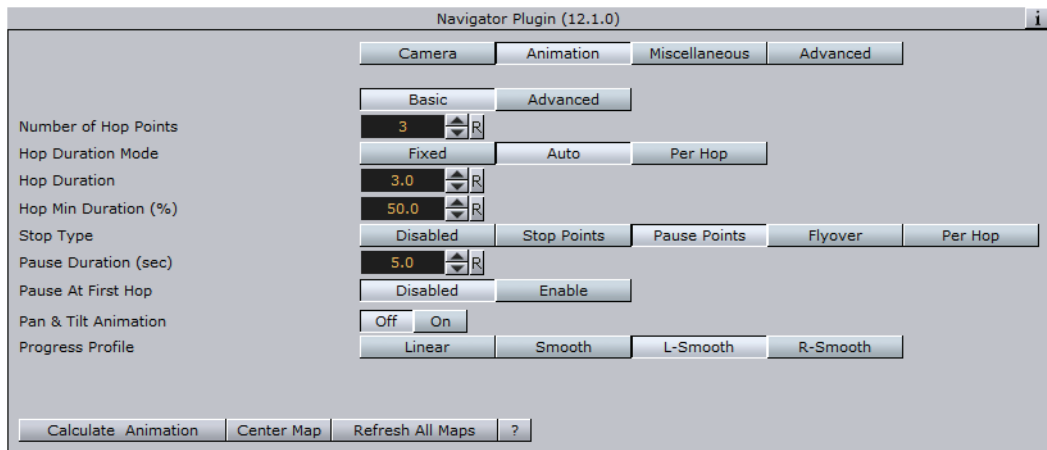 Navigator Plugin (12.1.0) i
Camera Animation Miscellaneous Advanced
Basic Advanced
Number of Hop Points 3 R
Hop Duration Mode Fixed Auto Per Hop
Hop Duration 3.0 R
Hop Min Duration (%) 50.0 R
Stop Type Disabled Stop Points Pause Points Flyover Per Hop
Pause Duration (sec) 5.0 R
Pause At First Hop Disabled Enable
Pan & Tilt Animation Off On
Progress Profile Linear Smooth L-Smooth R-Smooth
Calculate Animation Center Map Refresh All Maps ?